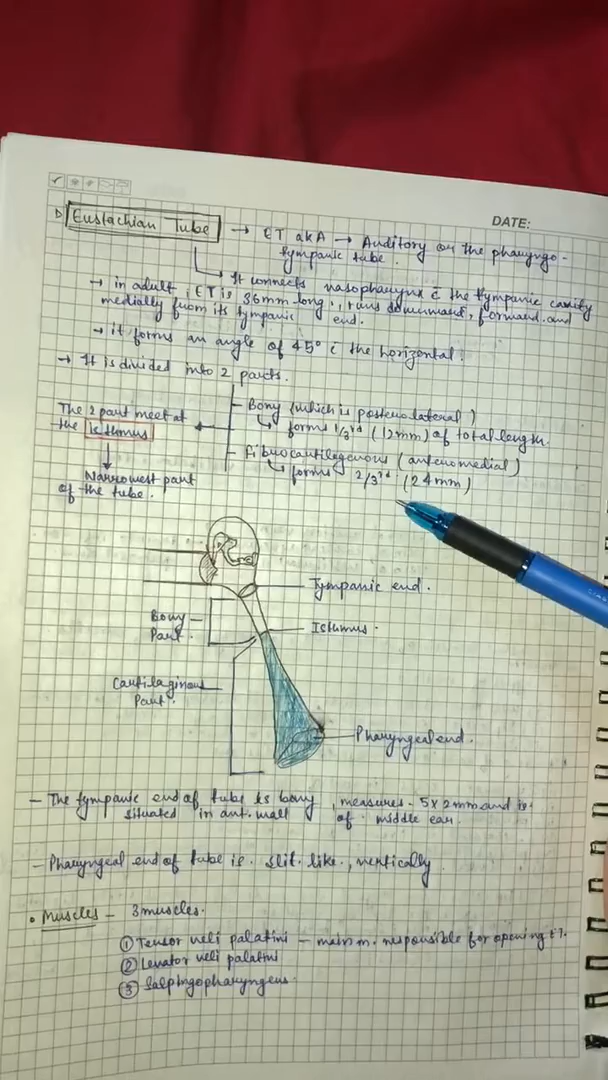 DATE:
1) Eustachian Tube → ET akA → Auditory or the pharyngo-
tympanic tube.
↳ It connects nasopharynx c̄ the tympanic cavity
→ in adult, ET is 36mm long, runs downward, forward and
medially from its tympanic end.
→ it forms an angle of 45° c̄ the horizontal.
→ It is divided into 2 parts.
Bony (which is posterolateral)
↳ forms 1/3rd (12mm) of total length.
The 2 part meet at
the isthmus
↓
Narrowest part
of the tube.
Fibrocartilagenous (anteromedial)
↳ forms 2/3rd (24mm)
Tympanic end.
Bony
Part.
Isthmus.
Cartilaginous
Part.
Pharyngeal end.
- The tympanic end of tube is bony, measures - 5x2mm and is
situated in ant. wall of middle ear.
- Pharyngeal end of tube is slit like, vertically
• Muscles - 3 muscles.
① Tensor veli palatini - main m. responsible for opening ET.
② Levator veli palatini
③ Salpingopharyngeus.